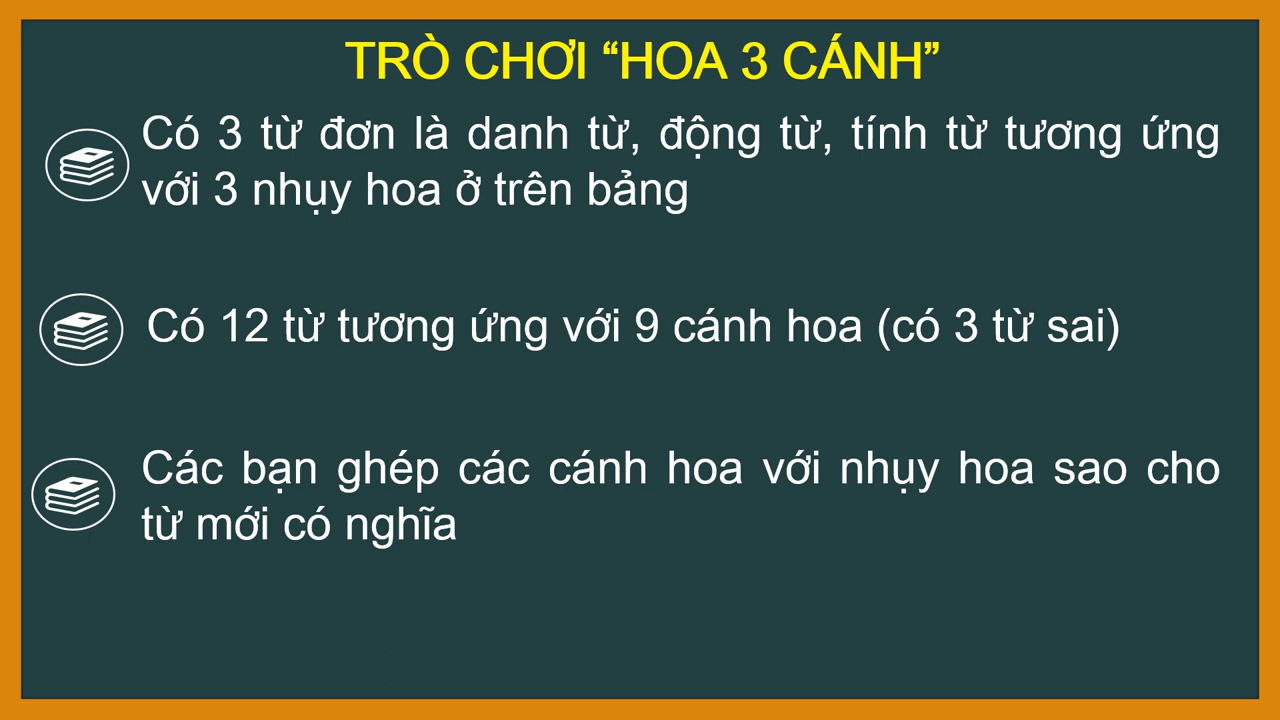 TRÒ CHƠI “HOA 3 CÁNH”
Có 3 từ đơn là danh từ, động từ, tính từ tương ứng
với 3 nhụy hoa ở trên bảng
Có 12 từ tương ứng với 9 cánh hoa (có 3 từ sai)
Các bạn ghép các cánh hoa với nhụy hoa sao cho
từ mới có nghĩa